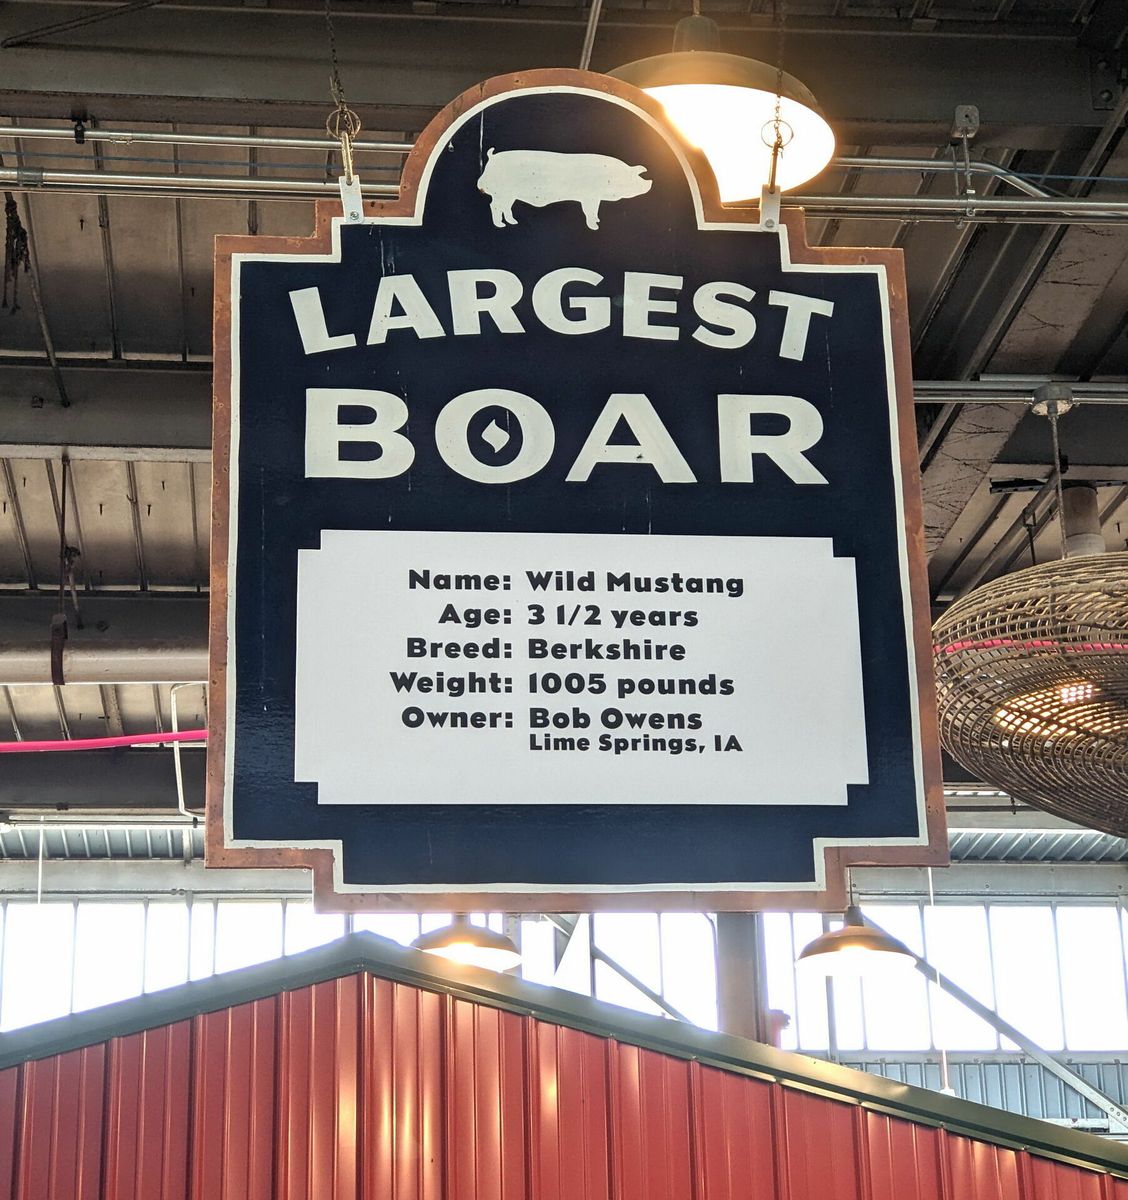 LARGEST
BOAR
Name: Wild Mustang
Age: 3 1/2 years
Breed: Berkshire
Weight: 1005 pounds
Owner: Bob Owens
Lime Springs, IA